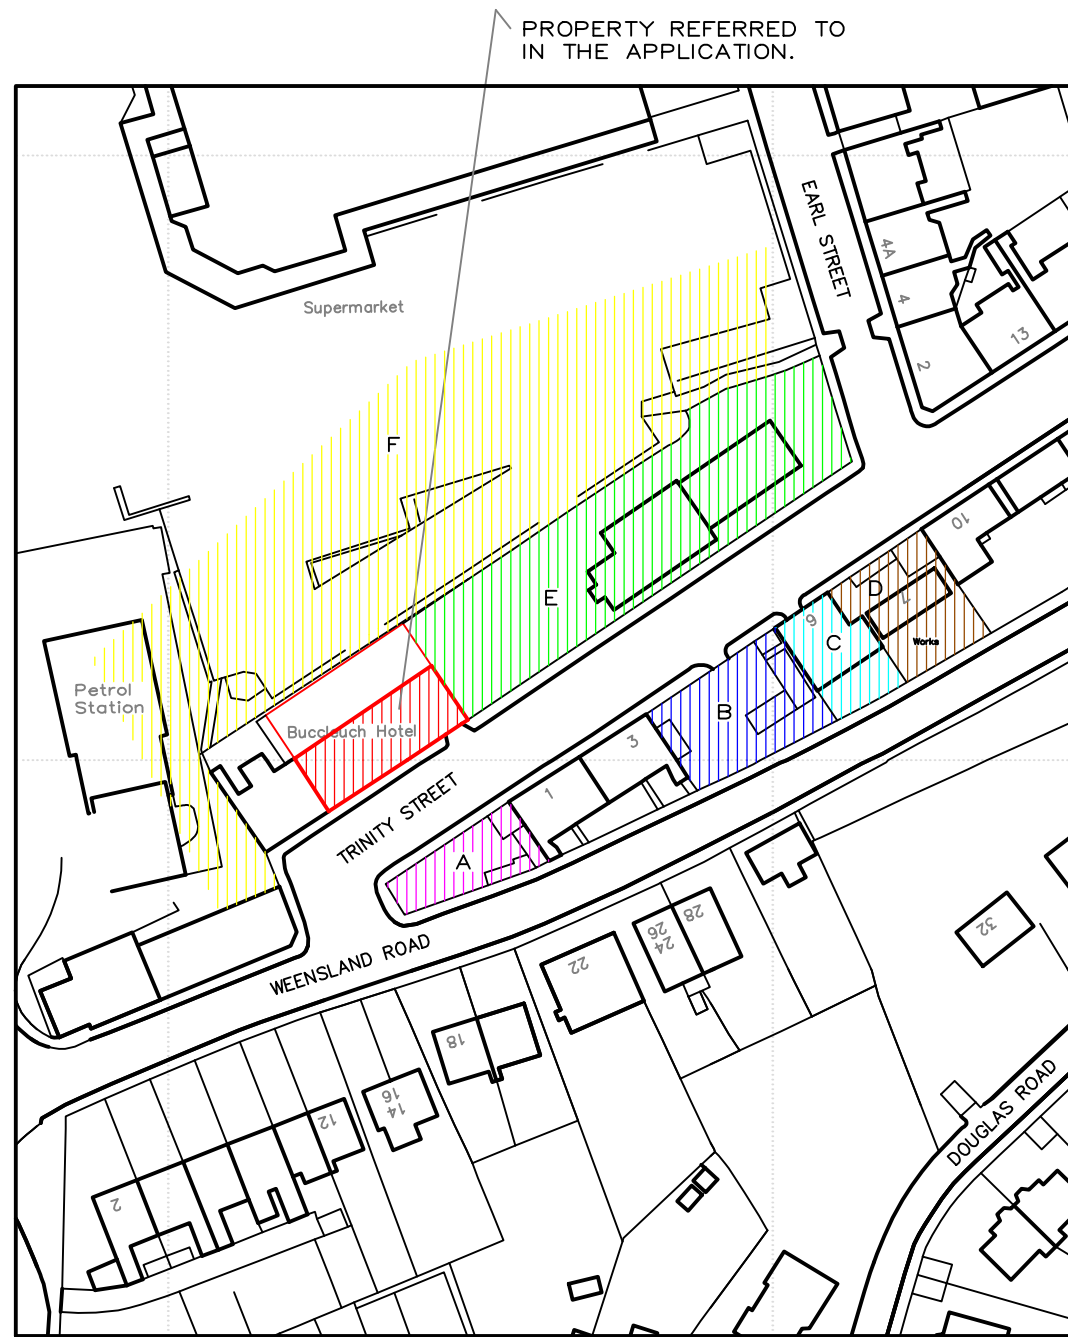 PROPERTY REFERRED TO
IN THE APPLICATION.
EARL STREET
4A
4
2
13
Supermarket
F
E
10
D
7
Works
9
C
B
Petrol
Station
Buccleuch Hotel
3
1
TRINITY STREET
A
WEENSLAND ROAD
28
26
24
22
32
18
16
14
12
2
DOUGLAS ROAD